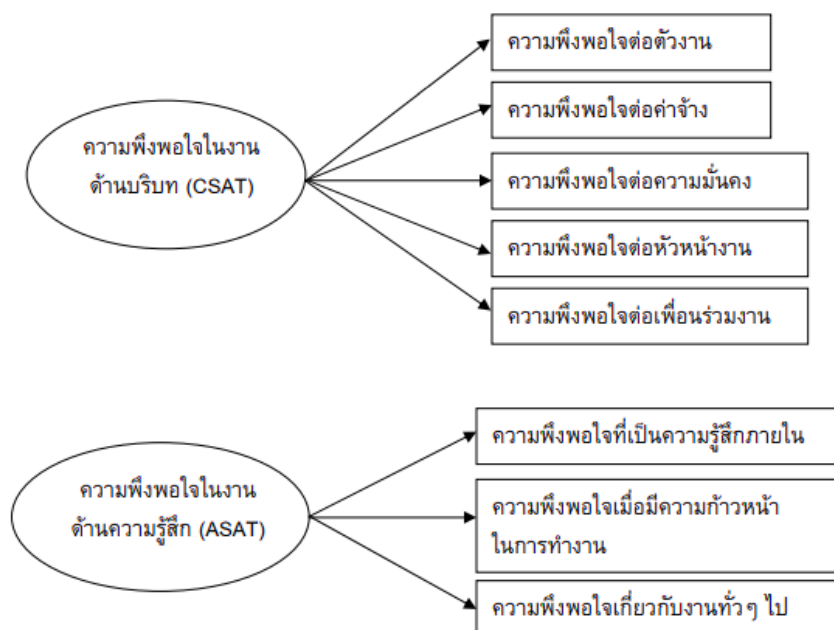 ความพึงพอใจในงาน
ด้านบริบท (CSAT)
ความพึงพอใจต่อตัวงาน
ความพึงพอใจต่อค่าจ้าง
ความพึงพอใจต่อความมั่นคง
ความพึงพอใจต่อหัวหน้างาน
ความพึงพอใจต่อเพื่อนร่วมงาน
ความพึงพอใจในงาน
ด้านความรู้สึก (ASAT)
ความพึงพอใจที่เป็นความรู้สึกภายใน
ความพึงพอใจเมื่อมีความก้าวหน้า
ในการทำงาน
ความพึงพอใจเกี่ยวกับงานทั่วๆ ไป